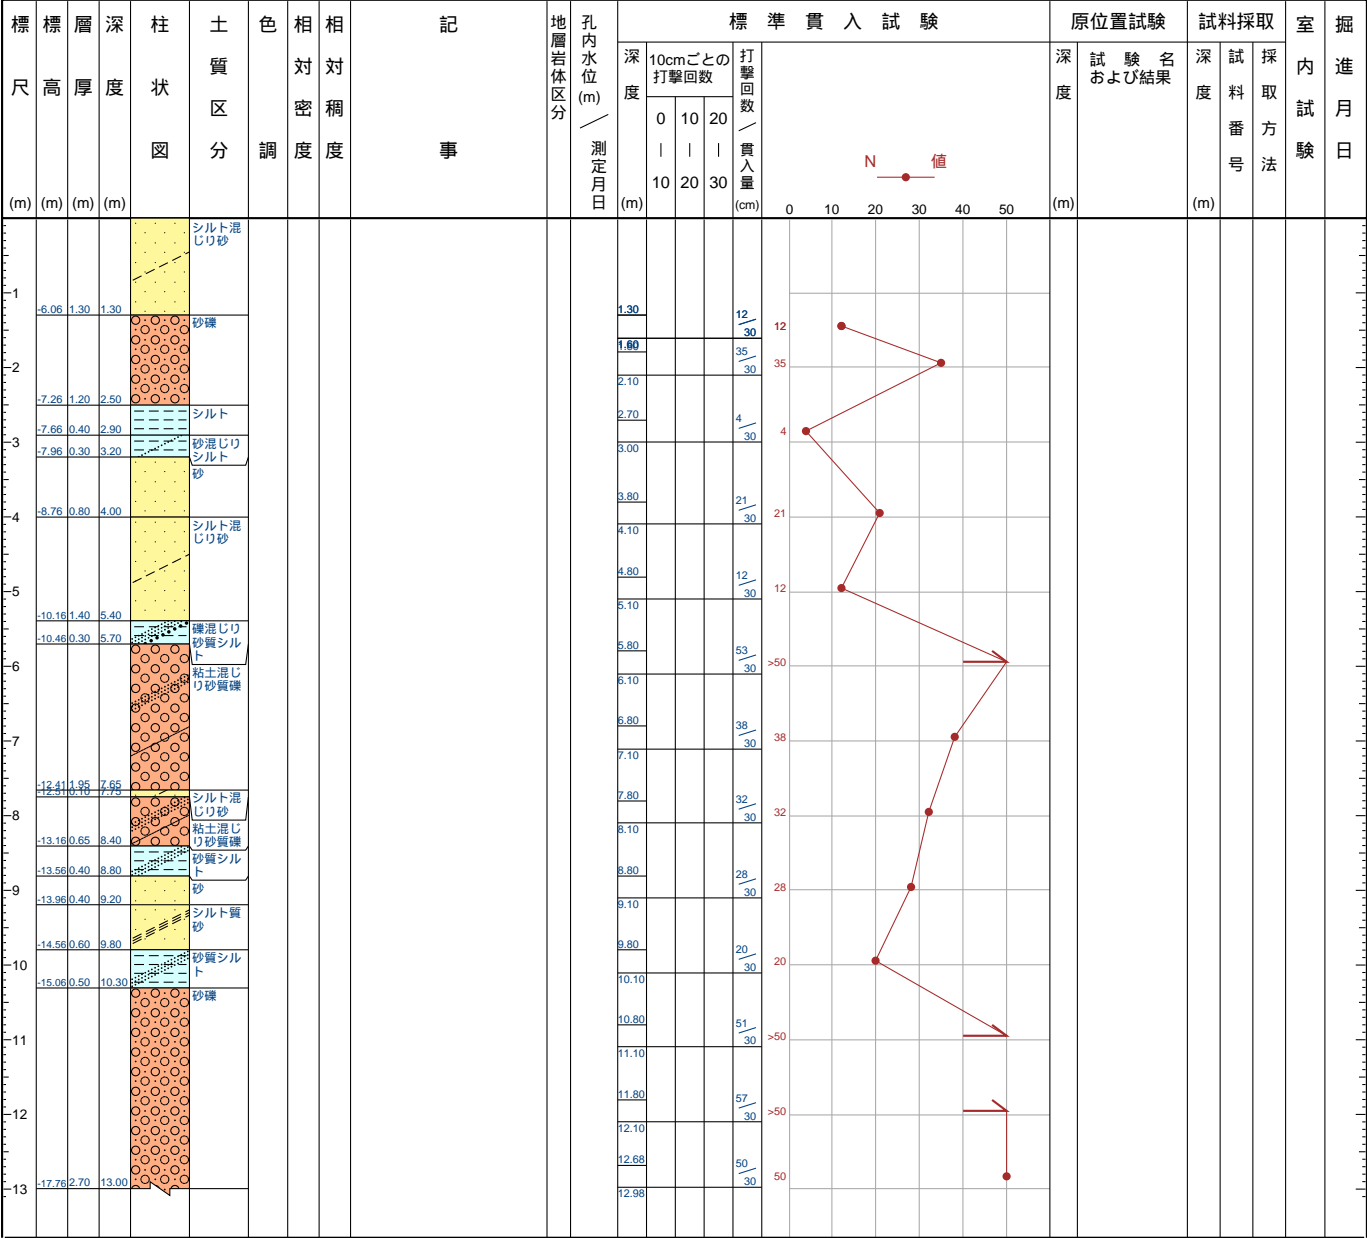 標尺(m)
標高(m)
層厚(m)
深度(m)
柱状図
土質区分
色調
相対密度
相対稠度
記事
地層岩体区分
孔内水位(m)／測定月日
標準貫入試験
深度(m)
10cmごとの
打撃回数
0｜10
10｜20
20｜30
打撃回数／貫入量(cm)
N 値
0 10 20 30 40 50
原位置試験
深度(m)
試験名
および結果
試料採取
深度(m)
試料番号
採取方法
室内試験
掘進月日
シルト混
じり砂
1
-6.06 1.30 1.30
砂礫
2
-7.26 1.20 2.50
シルト
-7.66 0.40 2.90
砂混じり
シルト
3
-7.96 0.30 3.20
砂
-8.76 0.80 4.00
4
シルト混
じり砂
5
-10.16 1.40 5.40
礫混じり
砂質シル
ト
-10.46 0.30 5.70
6
粘土混じ
り砂質礫
7
-12.41 1.95 7.65
シルト混
じり砂
-12.51 0.10 7.75
8
粘土混じ
り砂質礫
-13.16 0.65 8.40
砂質シル
ト
-13.56 0.40 8.80
砂
9
-13.96 0.40 9.20
シルト質
砂
-14.56 0.60 9.80
砂質シル
ト
10
-15.06 0.50 10.30
砂礫
11
12
-17.76 2.70 13.00
13
1.30 12/30 12
1.60
35/30 35
2.10
2.70 4/30 4
3.00
3.80 21/30 21
4.10
4.80 12/30 12
5.10
5.80 53/30 >50
6.10
6.80 38/30 38
7.10
7.80 32/30 32
8.10
8.80 28/30 28
9.10
9.80 20/30 20
10.10
10.80 51/30 >50
11.10
11.80 57/30 >50
12.10
12.68 50/30 50
12.98